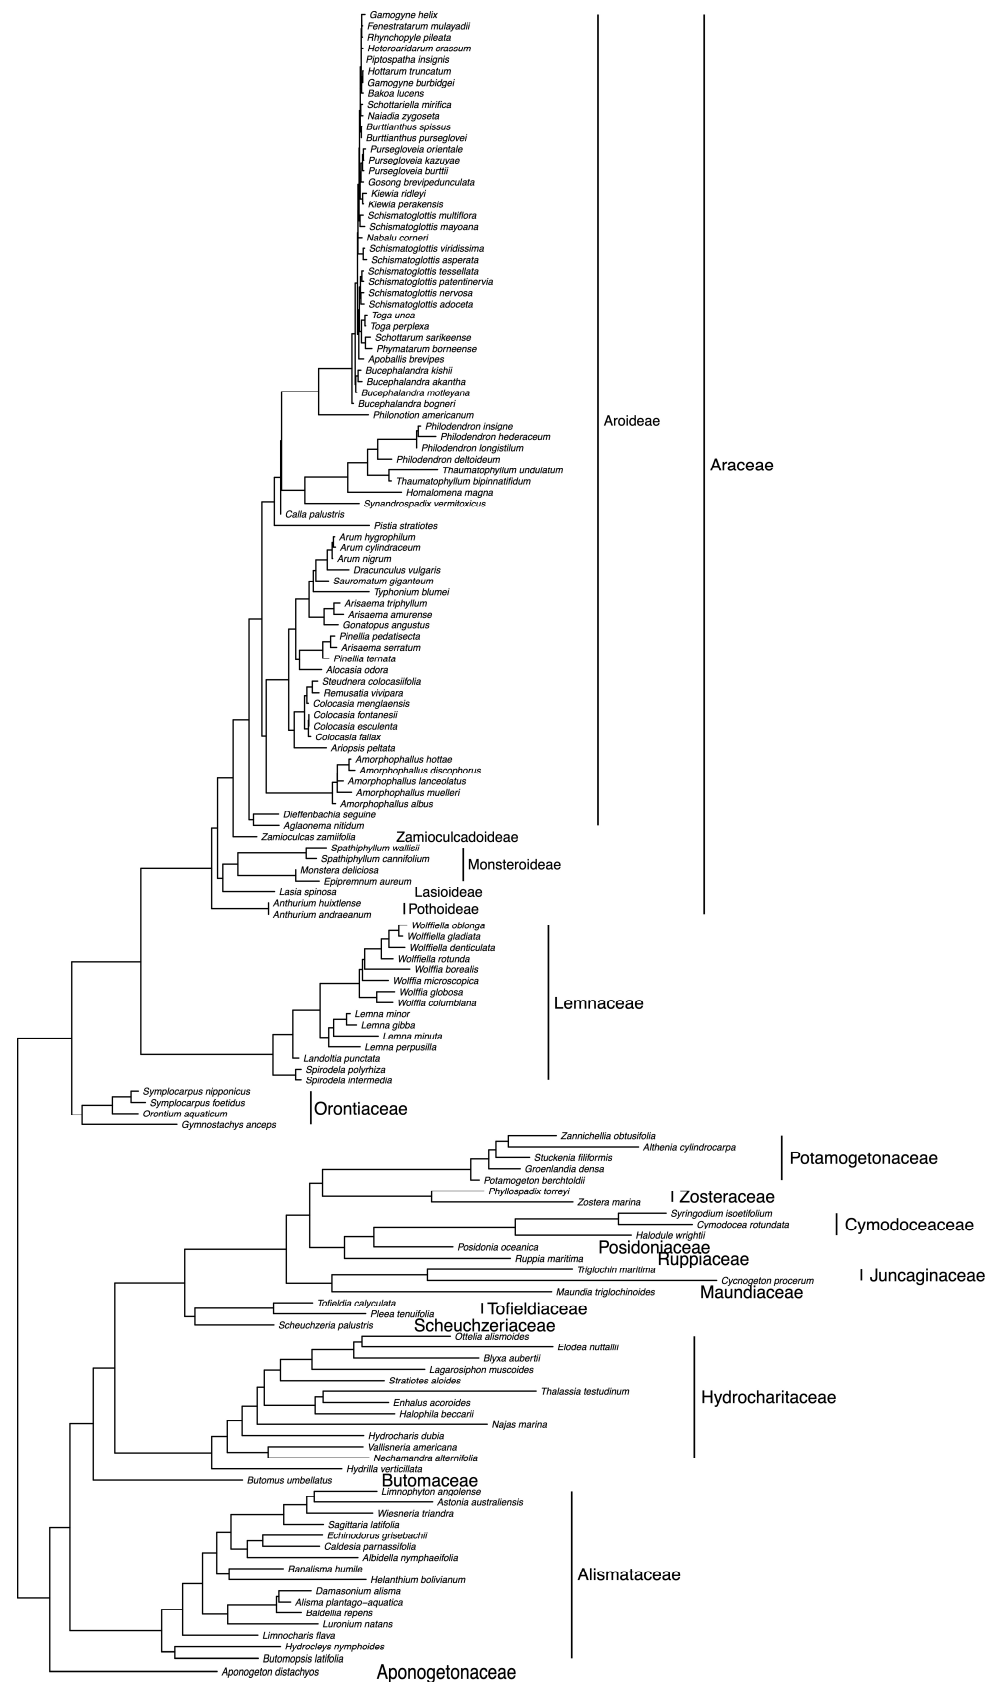 Gamogyne helix
Fenestratarum mulayadii
Rhynchopyle pileata
Heteroaridarum crassum
Piptospatha insignis
Hottarum truncatum
Gamogyne burbidgei
Bakoa lucens
Schottariella mirifica
Naiadia zygoseta
Burttianthus spissus
Burttianthus purseglovei
Pursegloveia orientale
Pursegloveia kazuyae
Pursegloveia burttii
Gosong brevipedunculata
Kiewia ridleyi
Kiewia perakensis
Schismatoglottis multiflora
Schismatoglottis mayoana
Nabalu corneri
Schismatoglottis viridissima
Schismatoglottis asperata
Schismatoglottis tessellata
Schismatoglottis patentinervia
Schismatoglottis nervosa
Schismatoglottis adoceta
Toga unca
Toga perplexa
Schottarum sarikeense
Phymatarum borneense
Apoballis brevipes
Bucephalandra kishii
Bucephalandra akantha
Bucephalandra motleyana
Bucephalandra bogneri
Philonotion americanum
Aroideae
Philodendron insigne
Philodendron hederaceum
Philodendron longistilum
Philodendron deltoideum
Araceae
Thaumatophyllum undulatum
Thaumatophyllum bipinnatifidum
Homalomena magna
Synandrospadix vermitoxicus
Calla palustris
Pistia stratiotes
Arum hygrophilum
Arum cylindraceum
Arum nigrum
Dracunculus vulgaris
Sauromatum giganteum
Typhonium blumei
Arisaema triphyllum
Arisaema amurense
Gonatopus angustus
Pinellia pedatisecta
Arisaema serratum
Pinellia ternata
Alocasia odora
Steudnera colocasiifolia
Remusatia vivipara
Colocasia menglaensis
Colocasia fontanesii
Colocasia esculenta
Colocasia fallax
Ariopsis peltata
Amorphophallus hottae
Amorphophallus discophorus
Amorphophallus lanceolatus
Amorphophallus muelleri
Amorphophallus albus
Dieffenbachia seguine
Aglaonema nitidum
Zamioculcas zamiifolia Zamioculcadoideae
Spathiphyllum wallisii
Spathiphyllum cannifolium
Monsteroideae
Monstera deliciosa
Epipremnum aureum
Lasia spinosa Lasioideae
Anthurium huixtlense
Pothoideae
Anthurium andraeanum
Wolffiella oblonga
Wolffiella gladiata
Wolffiella denticulata
Wolffiella rotunda
Wolffia borealis
Wolffia microscopica
Wolffia globosa
Wolffia columbiana
Lemnaceae
Lemna minor
Lemna gibba
Lemna minuta
Lemna perpusilla
Landoltia punctata
Spirodela polyrhiza
Spirodela intermedia
Symplocarpus nipponicus
Symplocarpus foetidus
Orontiaceae
Orontium aquaticum
Gymnostachys anceps
Zannichellia obtusifolia
Althenia cylindrocarpa
Stuckenia filiformis
Potamogetonaceae
Groenlandia densa
Potamogeton berchtoldii
Phyllospadix torreyi
Zosteraceae
Zostera marina
Syringodium isoetifolium
Cymodocea rotundata
Cymodoceaceae
Halodule wrightii
Posidonia oceanica Posidoniaceae
Ruppia maritima Ruppiaceae
Triglochin maritima
Juncaginaceae
Cycnogeton procerum
Maundia triglochinoides Maundiaceae
Tofieldia calyculata
Tofieldiaceae
Pleea tenuifolia
Scheuchzeria palustris Scheuchzeriaceae
Ottelia alismoides
Elodea nuttallii
Blyxa aubertii
Lagarosiphon muscoides
Stratiotes aloides
Thalassia testudinum
Hydrocharitaceae
Enhalus acoroides
Halophila beccarii
Najas marina
Hydrocharis dubia
Vallisneria americana
Nechamandra alternifolia
Hydrilla verticillata
Butomus umbellatus Butomaceae
Limnophyton angolense
Astonia australiensis
Wiesneria triandra
Sagittaria latifolia
Echinodorus grisebachii
Caldesia parnassifolia
Albidella nymphaeifolia
Ranalisma humile
Alismataceae
Helanthium bolivianum
Damasonium alisma
Alisma plantago-aquatica
Baldellia repens
Luronium natans
Limnocharis flava
Hydrocleys nymphoides
Butomopsis latifolia
Aponogeton distachyos Aponogetonaceae